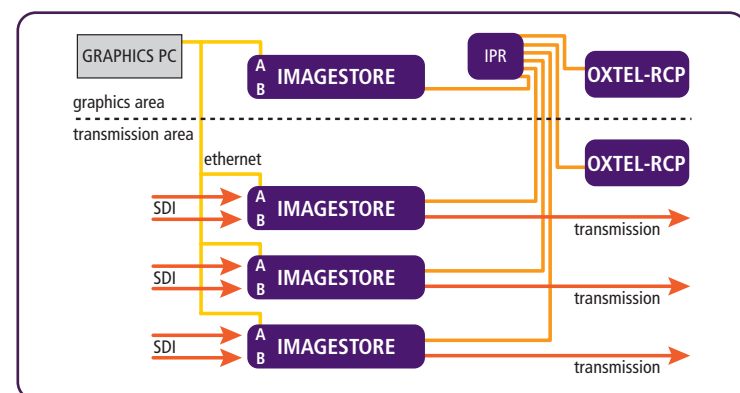 GRAPHICS PC
A
B
IMAGESTORE
IPR
OXTEL-RCP
graphics area
transmission area
ethernet
OXTEL-RCP
SDI
A
B
IMAGESTORE
transmission
SDI
A
B
IMAGESTORE
transmission
SDI
A
B
IMAGESTORE
transmission